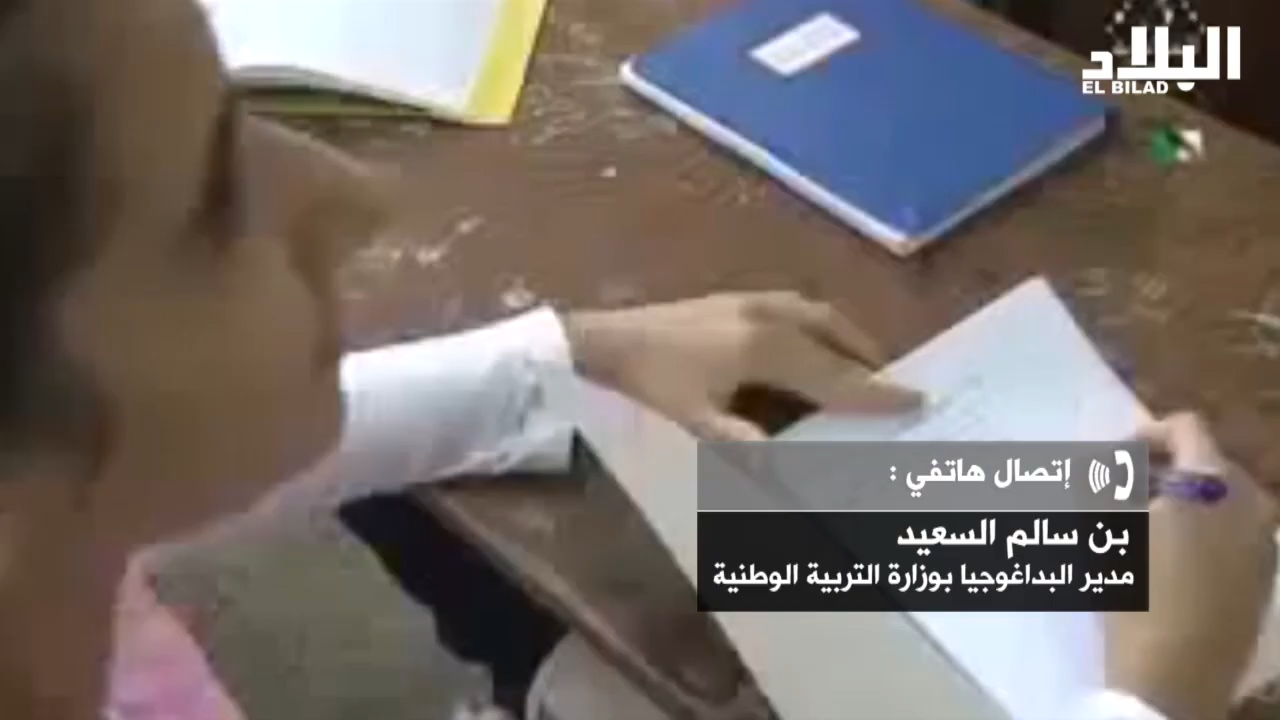 البلاد
EL BILAD
إتصال هاتفي :
بن سالم السعيد
مدير البداغوجيا بوزارة التربية الوطنية